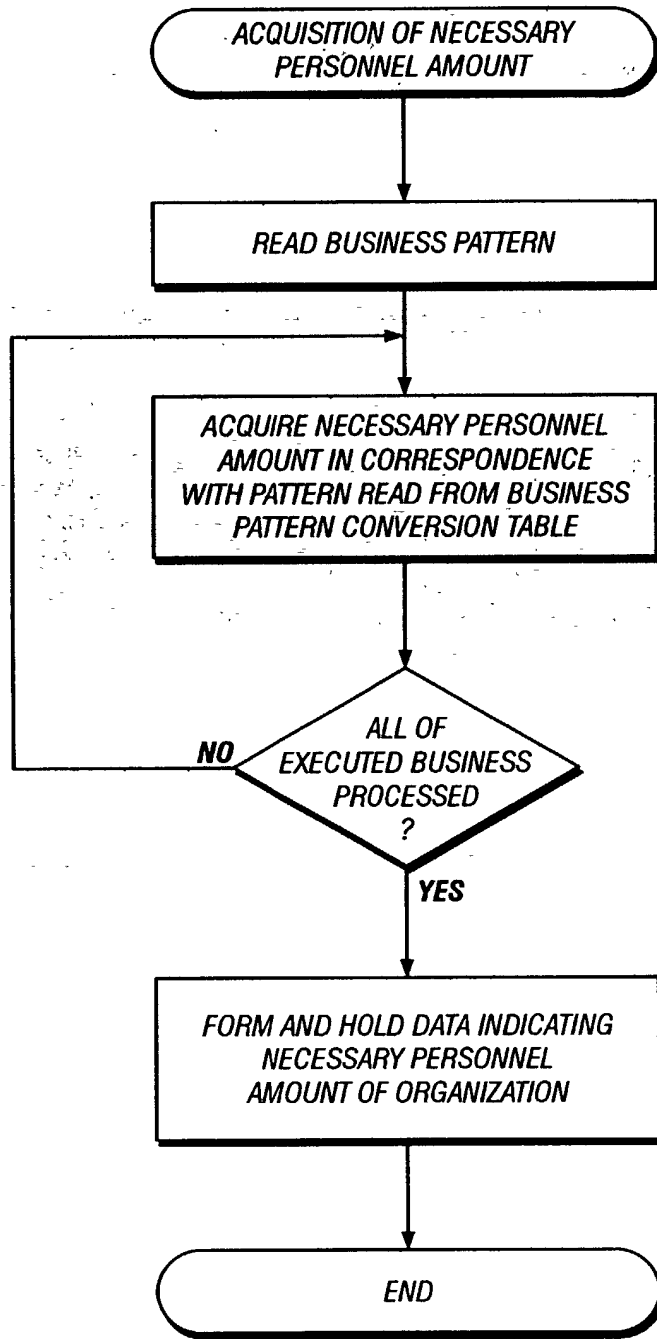 ACQUISITION OF NECESSARY
PERSONNEL AMOUNT
READ BUSINESS PATTERN
ACQUIRE NECESSARY PERSONNEL
AMOUNT IN CORRESPONDENCE
WITH PATTERN READ FROM BUSINESS
PATTERN CONVERSION TABLE
ALL OF
EXECUTED BUSINESS
PROCESSED
?
NO
YES
FORM AND HOLD DATA INDICATING
NECESSARY PERSONNEL
AMOUNT OF ORGANIZATION
END